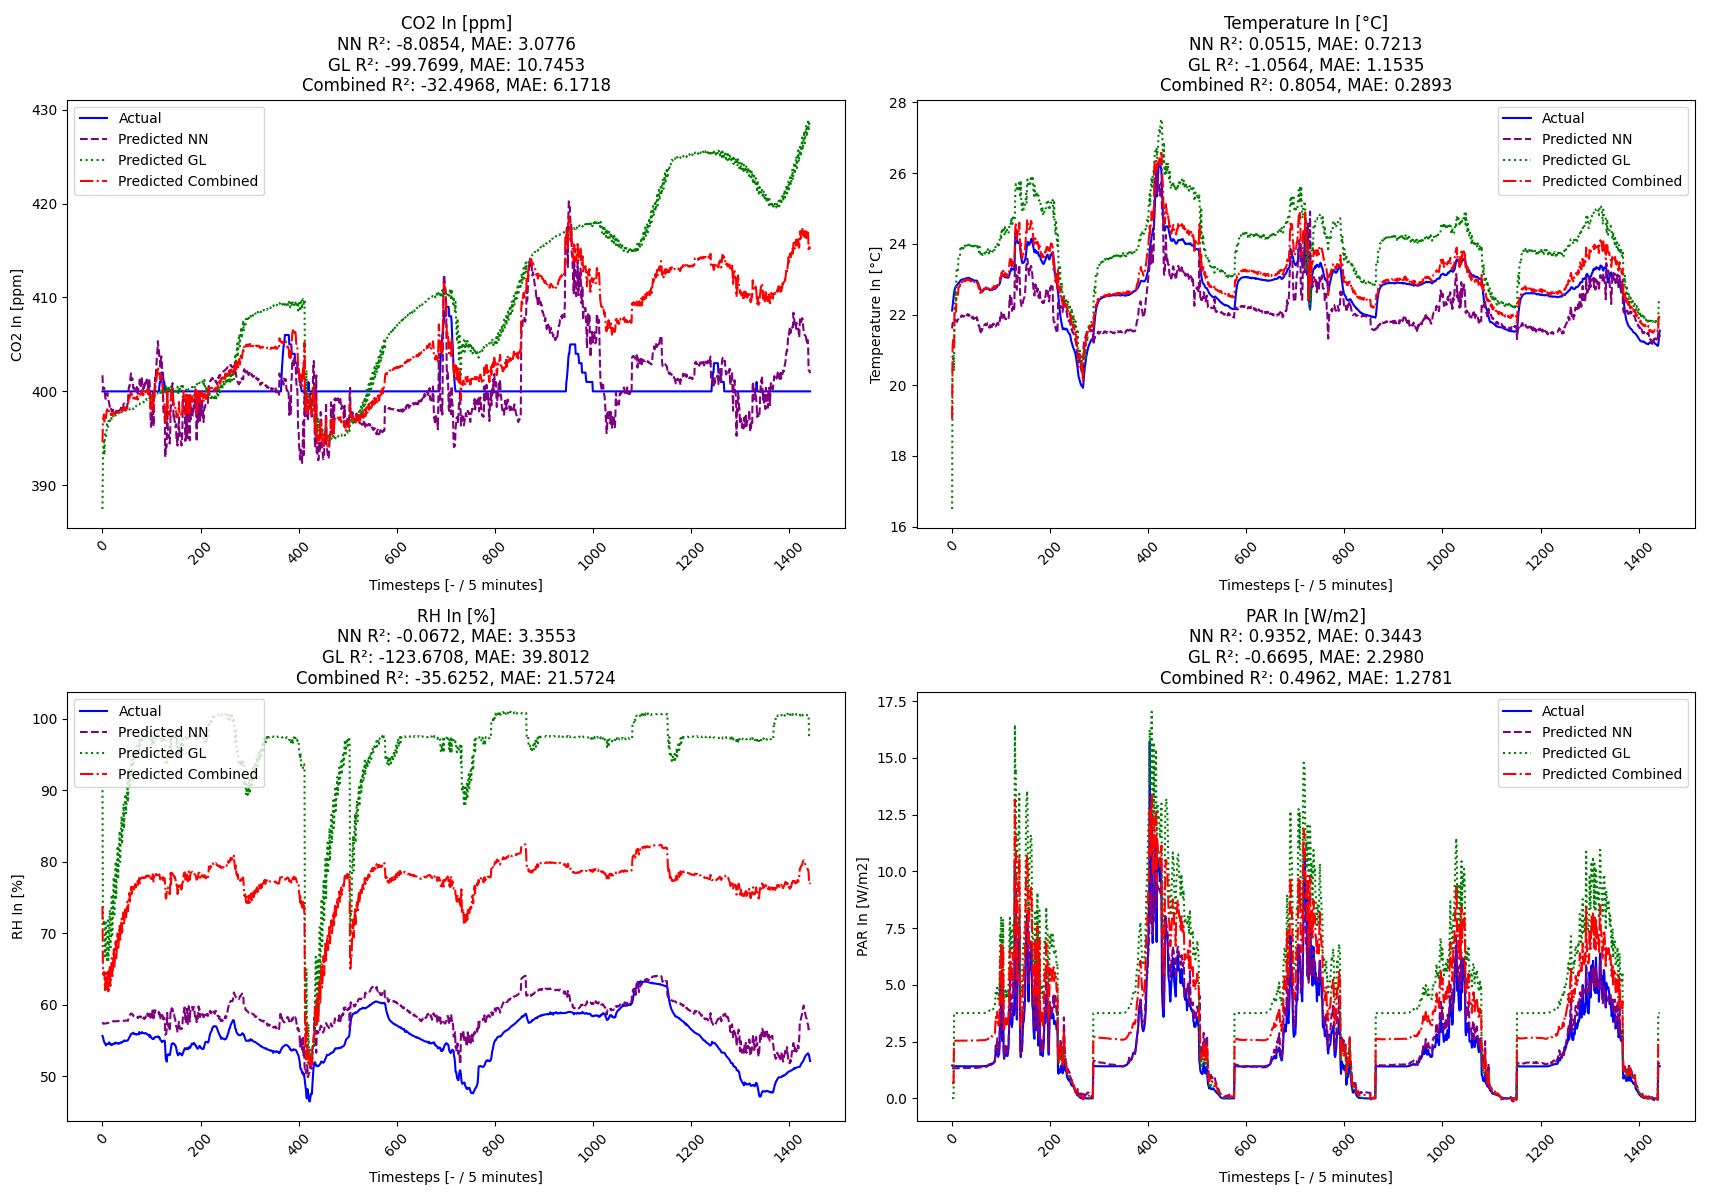 CO2 In [ppm]
NN R²: -8.0854, MAE: 3.0776
GL R²: -99.7699, MAE: 10.7453
Combined R²: -32.4968, MAE: 6.1718
430
420
410
400
390
CO2 In [ppm]
Actual
Predicted NN
Predicted GL
Predicted Combined
0
200
400
600
800
1000
1200
1400
Timesteps [- / 5 minutes]
Temperature In [°C]
NN R²: 0.0515, MAE: 0.7213
GL R²: -1.0564, MAE: 1.1535
Combined R²: 0.8054, MAE: 0.2893
28
26
24
22
20
18
16
Temperature In [°C]
Actual
Predicted NN
Predicted GL
Predicted Combined
0
200
400
600
800
1000
1200
1400
Timesteps [- / 5 minutes]
RH In [%]
NN R²: -0.0672, MAE: 3.3553
GL R²: -123.6708, MAE: 39.8012
Combined R²: -35.6252, MAE: 21.5724
100
90
80
70
60
50
RH In [%]
Actual
Predicted NN
Predicted GL
Predicted Combined
0
200
400
600
800
1000
1200
1400
Timesteps [- / 5 minutes]
PAR In [W/m2]
NN R²: 0.9352, MAE: 0.3443
GL R²: -0.6695, MAE: 2.2980
Combined R²: 0.4962, MAE: 1.2781
17.5
15.0
12.5
10.0
7.5
5.0
2.5
0.0
PAR In [W/m2]
Actual
Predicted NN
Predicted GL
Predicted Combined
0
200
400
600
800
1000
1200
1400
Timesteps [- / 5 minutes]